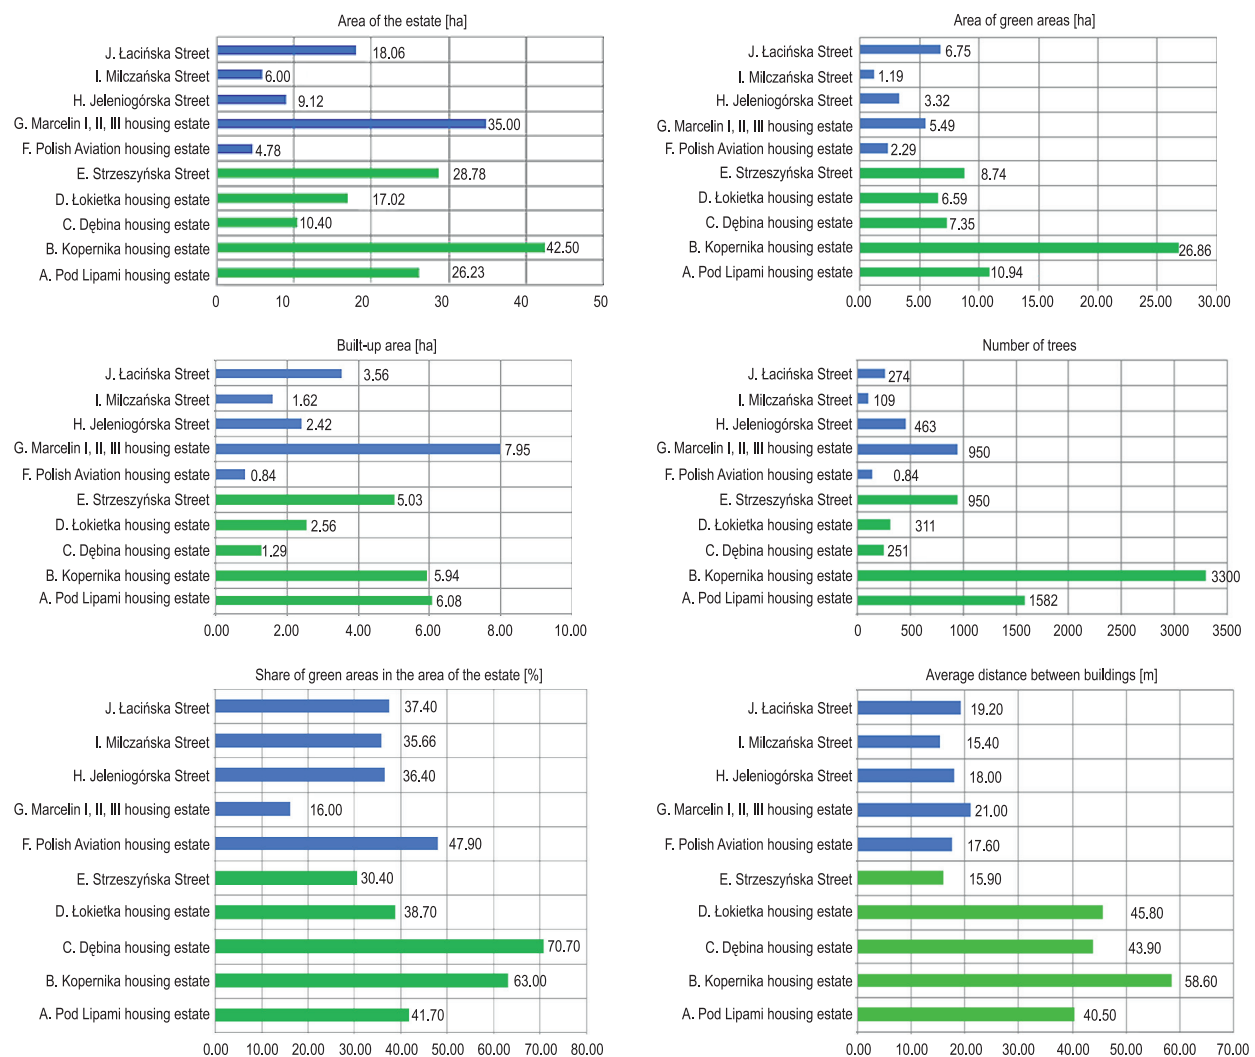 Area of the estate [ha]
J. Łacińska Street 18.06
I. Milczańska Street 6.00
H. Jeleniogórska Street 9.12
G. Marcelin I, II, III housing estate 35.00
F. Polish Aviation housing estate 4.78
E. Strzeszyńska Street 28.78
D. Łokietka housing estate 17.02
C. Dębina housing estate 10.40
B. Kopernika housing estate 42.50
A. Pod Lipami housing estate 26.23
0 10 20 30 40 50
Area of green areas [ha]
J. Łacińska Street 6.75
I. Milczańska Street 1.19
H. Jeleniogórska Street 3.32
G. Marcelin I, II, III housing estate 5.49
F. Polish Aviation housing estate 2.29
E. Strzeszyńska Street 8.74
D. Łokietka housing estate 6.59
C. Dębina housing estate 7.35
B. Kopernika housing estate 26.86
A. Pod Lipami housing estate 10.94
0.00 5.00 10.00 15.00 20.00 25.00 30.00
Built-up area [ha]
J. Łacińska Street 3.56
I. Milczańska Street 1.62
H. Jeleniogórska Street 2.42
G. Marcelin I, II, III housing estate 7.95
F. Polish Aviation housing estate 0.84
E. Strzeszyńska Street 5.03
D. Łokietka housing estate 2.56
C. Dębina housing estate 1.29
B. Kopernika housing estate 5.94
A. Pod Lipami housing estate 6.08
0.00 2.00 4.00 6.00 8.00 10.00
Number of trees
J. Łacińska Street 274
I. Milczańska Street 109
H. Jeleniogórska Street 463
G. Marcelin I, II, III housing estate 950
F. Polish Aviation housing estate 0.84
E. Strzeszyńska Street 950
D. Łokietka housing estate 311
C. Dębina housing estate 251
B. Kopernika housing estate 3300
A. Pod Lipami housing estate 1582
0 500 1000 1500 2000 2500 3000 3500
Share of green areas in the area of the estate [%]
J. Łacińska Street 37.40
I. Milczańska Street 35.66
H. Jeleniogórska Street 36.40
G. Marcelin I, II, III housing estate 16.00
F. Polish Aviation housing estate 47.90
E. Strzeszyńska Street 30.40
D. Łokietka housing estate 38.70
C. Dębina housing estate 70.70
B. Kopernika housing estate 63.00
A. Pod Lipami housing estate 41.70
0.00 10.00 20.00 30.00 40.00 50.00 60.00 70.00 80.00
Average distance between buildings [m]
J. Łacińska Street 19.20
I. Milczańska Street 15.40
H. Jeleniogórska Street 18.00
G. Marcelin I, II, III housing estate 21.00
F. Polish Aviation housing estate 17.60
E. Strzeszyńska Street 15.90
D. Łokietka housing estate 45.80
C. Dębina housing estate 43.90
B. Kopernika housing estate 58.60
A. Pod Lipami housing estate 40.50
0.00 10.00 20.00 30.00 40.00 50.00 60.00 70.00